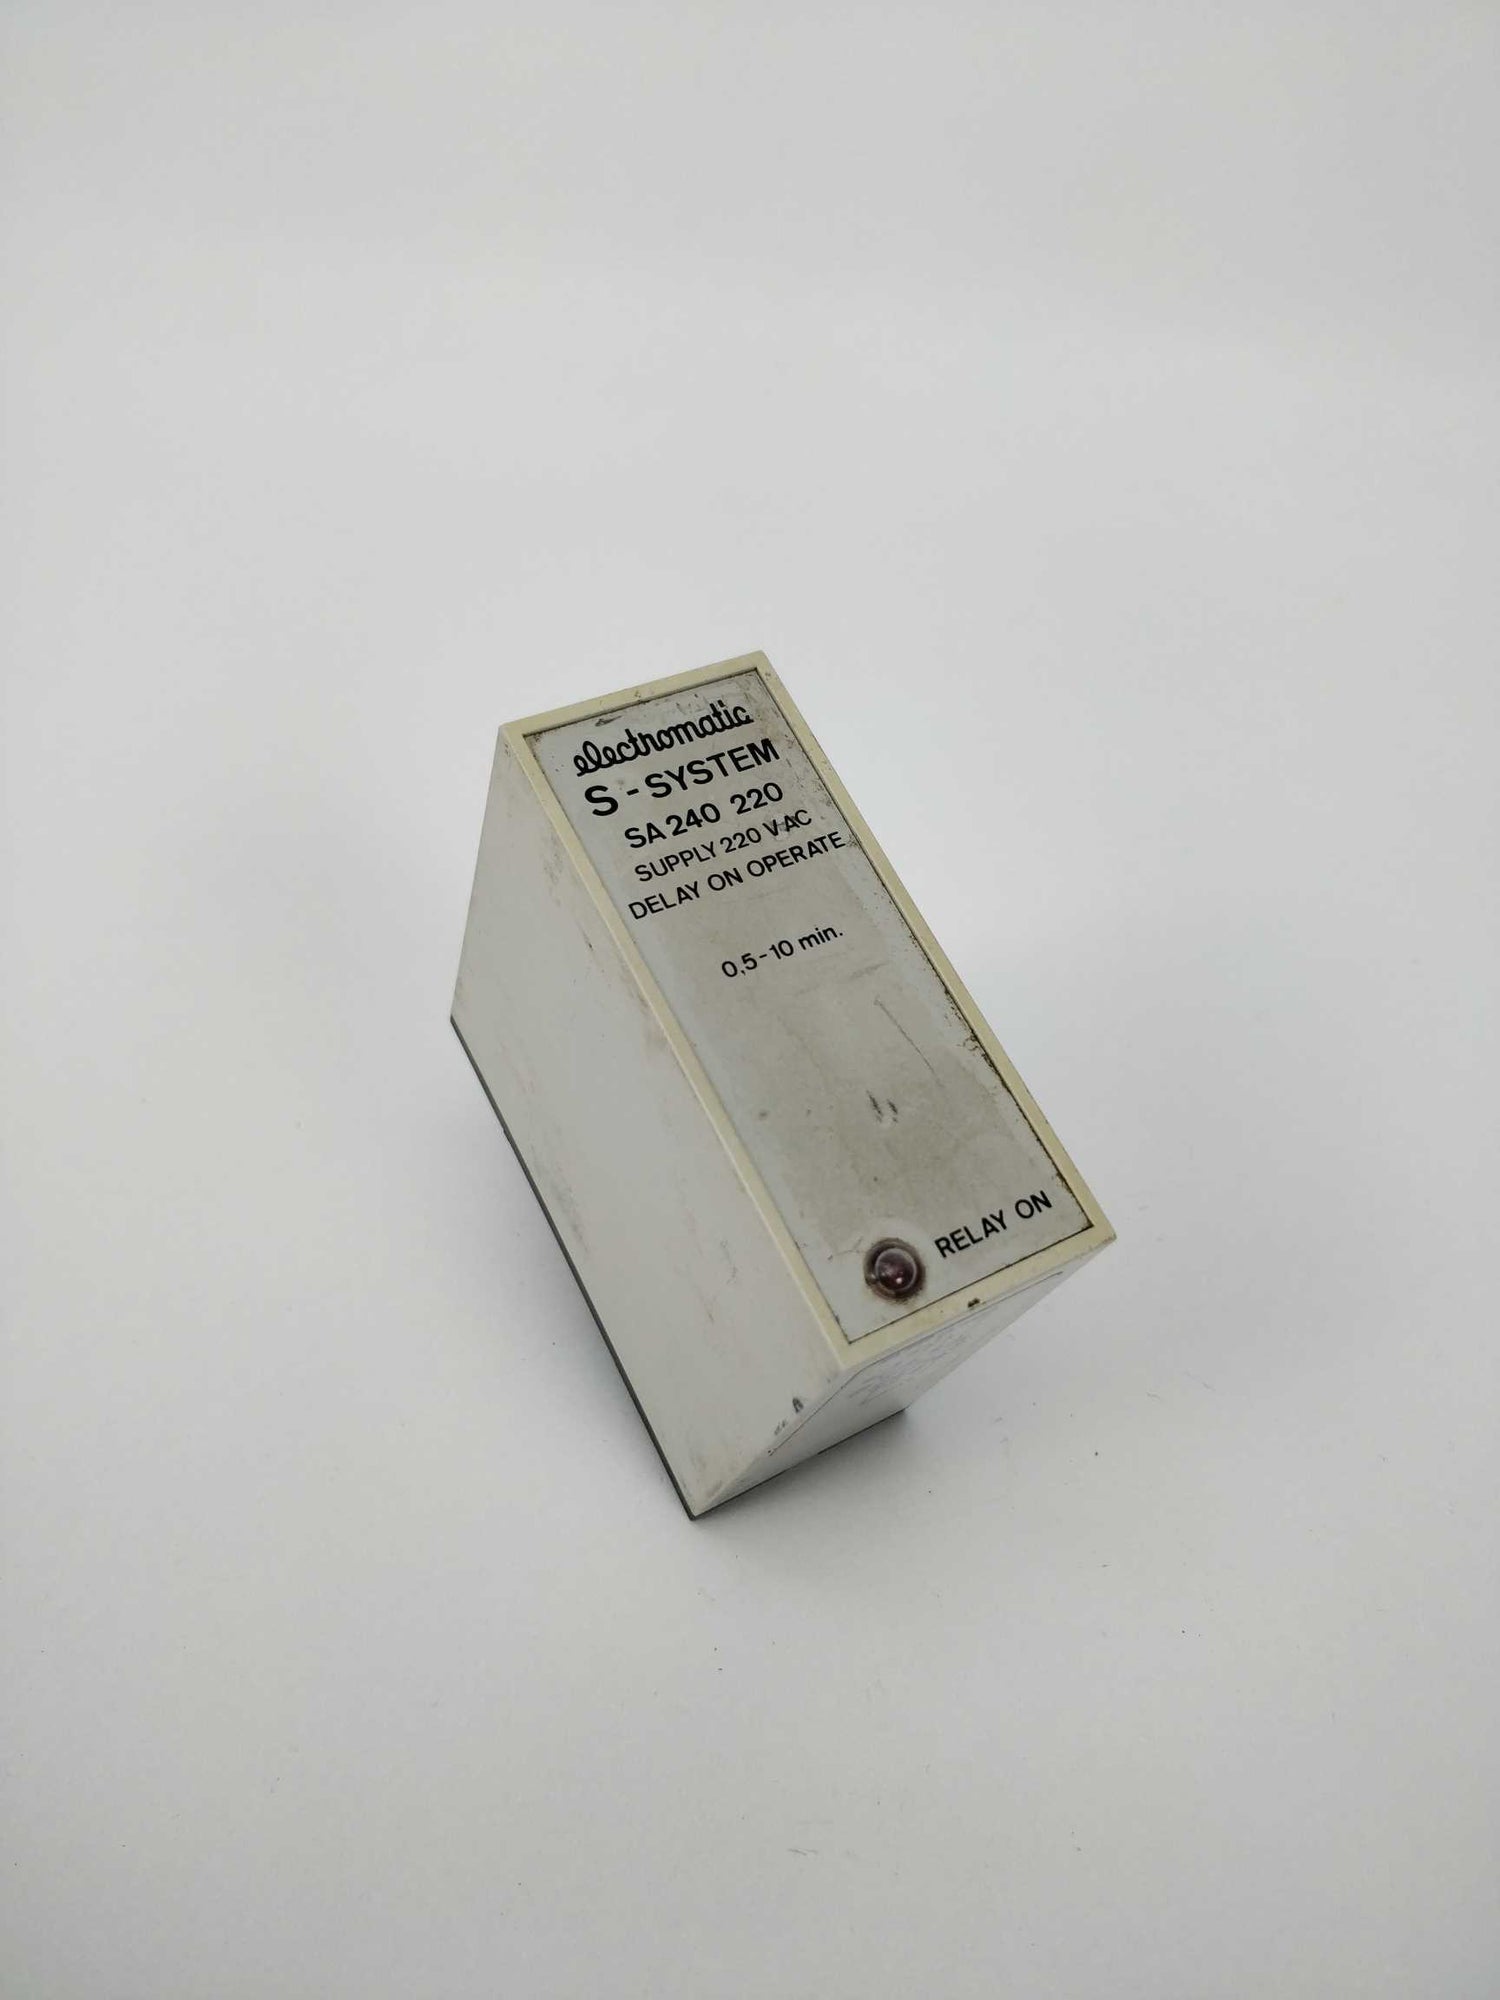 electromatic
S-SYSTEM
SA 240 220
SUPPLY 220 V AC
DELAY ON OPERATE
0,5-10 min.
RELAY ON